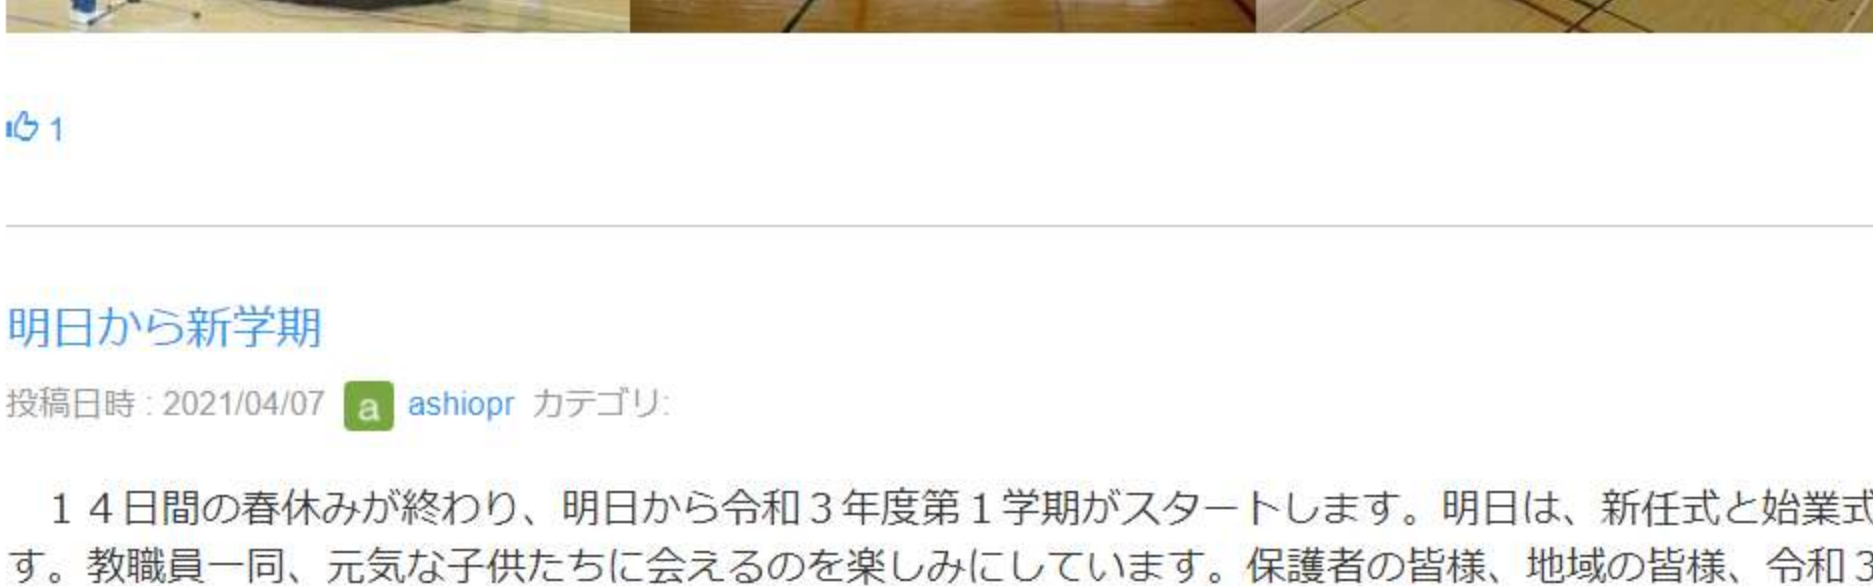 1
明日から新学期
投稿日時 : 2021/04/07 a ashiopr カテゴリ:
　１４日間の春休みが終わり、明日から令和３年度第１学期がスタートします。明日は、新任式と始業式
す。教職員一同、元気な子供たちに会えるのを楽しみにしています。保護者の皆様、地域の皆様、令和３